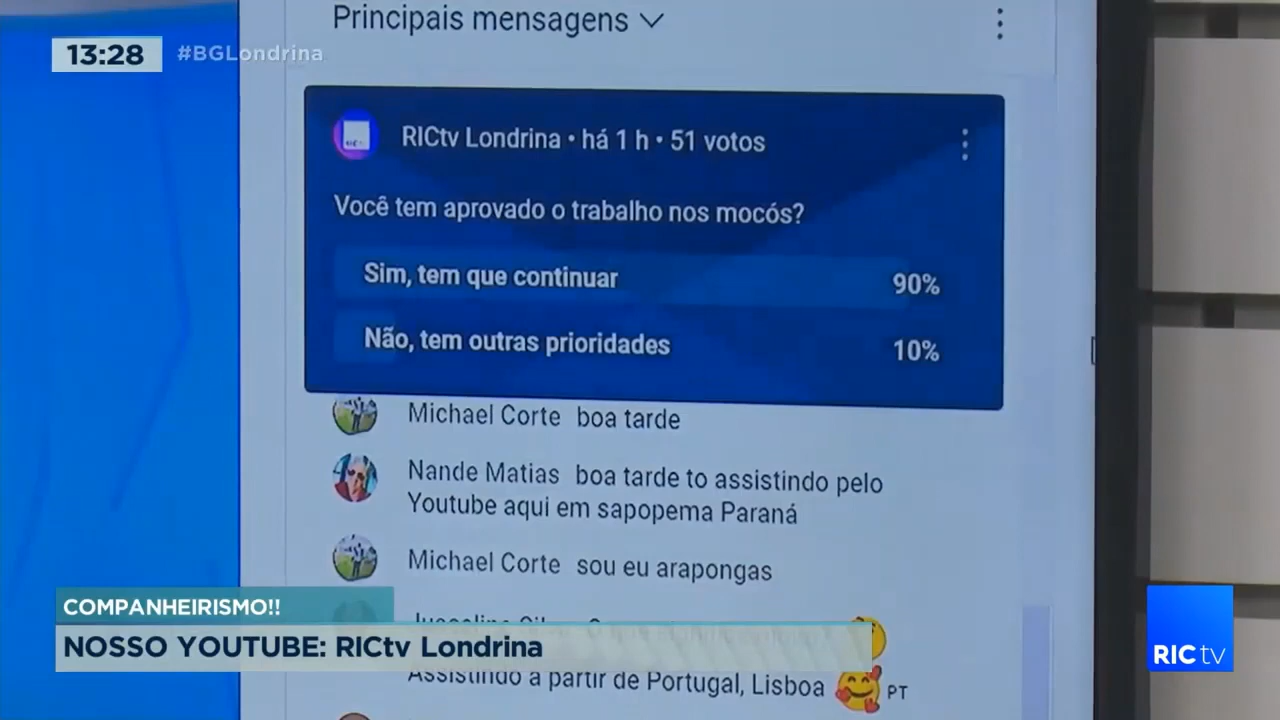 Principais mensagens
13:28 #BGLondrina
RICtv Londrina • há 1 h • 51 votos
Você tem aprovado o trabalho nos mocós?
Sim, tem que continuar 90%
Não, tem outras prioridades 10%
Michael Corte boa tarde
Nande Matias boa tarde to assistindo pelo
Youtube aqui em sapopema Paraná
Michael Corte sou eu arapongas
COMPANHEIRISMO!!
NOSSO YOUTUBE: RICtv Londrina
Assistindo a partir de Portugal, Lisboa PT
RIC tv